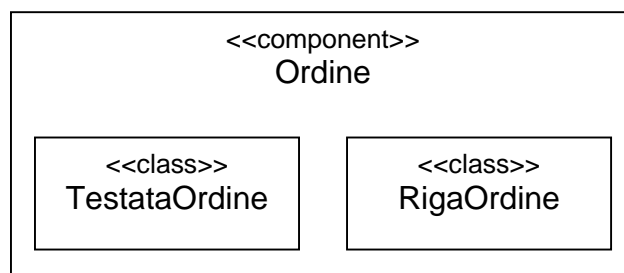 <<component>>
Ordine
<<class>>
TestataOrdine
<<class>>
RigaOrdine